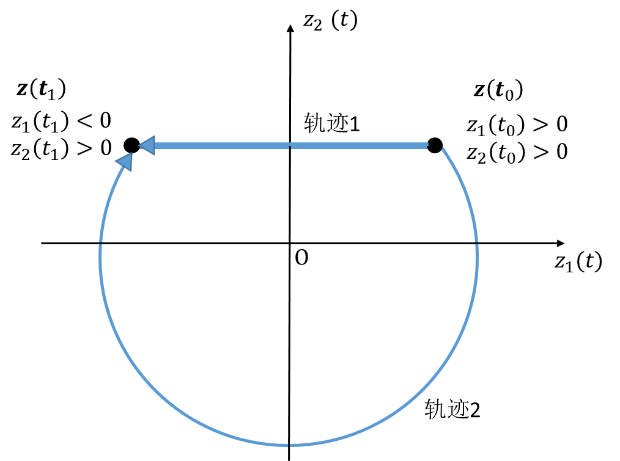 z₂ (t)
z(t₁)
z₁(t₁) < 0
z₂(t₁) > 0
轨迹1
z(t₀)
z₁(t₀) > 0
z₂(t₀) > 0
O
z₁(t)
轨迹2